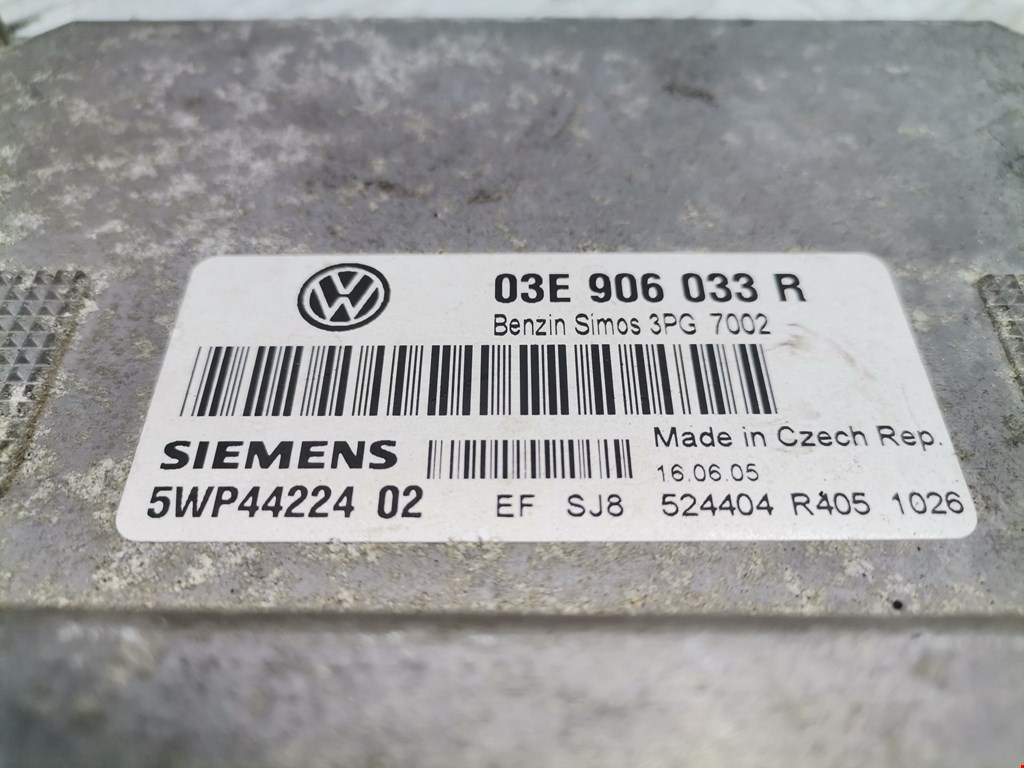 03E 906 033 R
Benzin Simos 3PG 7002
SIEMENS
Made in Czech Rep.
16.06.05
5WP44224 02
EF SJ8 524404 R405 1026